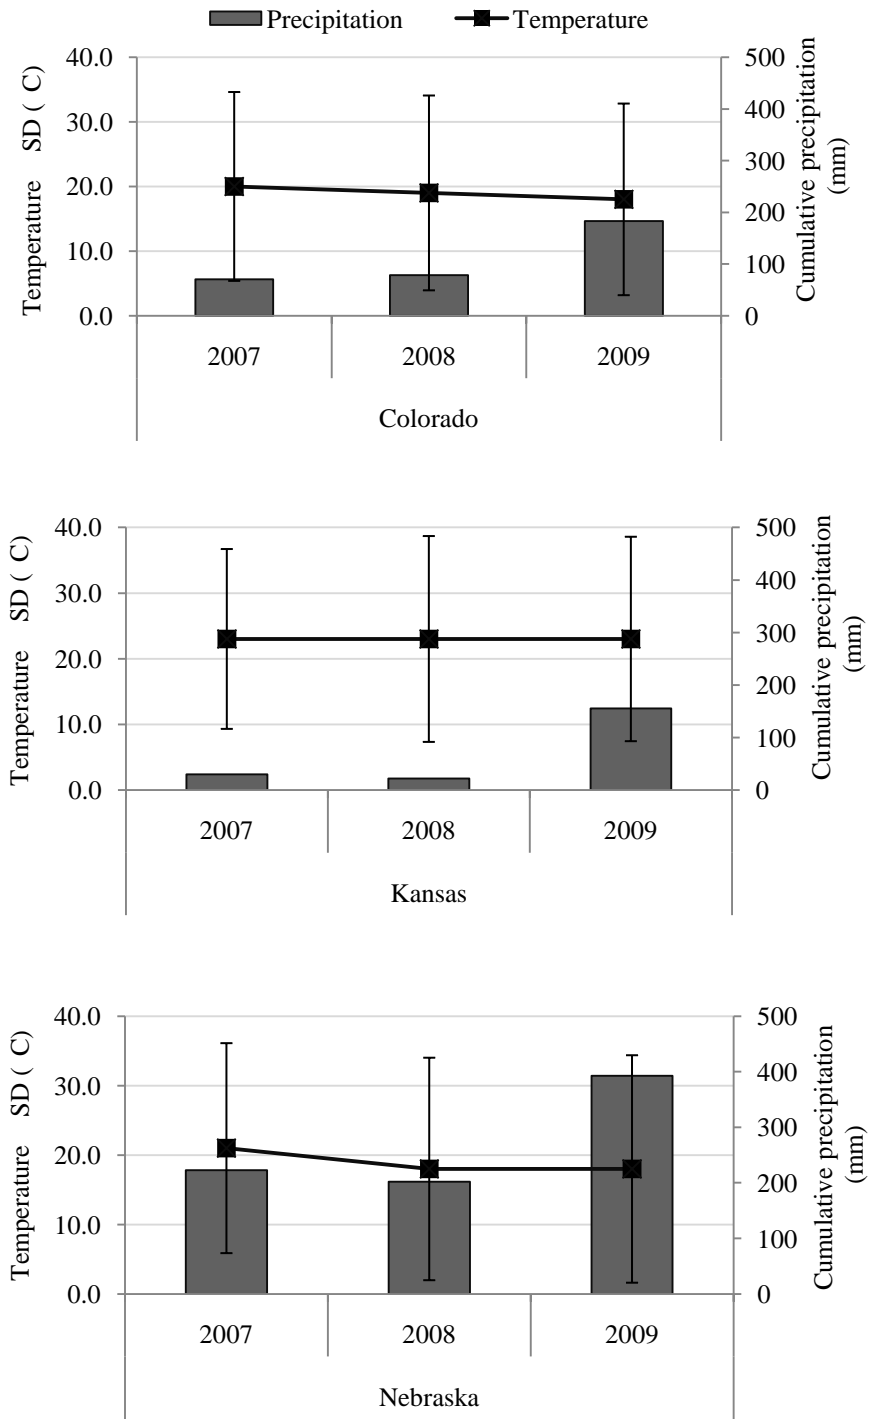 Precipitation Temperature
Temperature SD ( C)
40.0
30.0
20.0
10.0
0.0
500
400
300
200
100
0
Cumulative precipitation
(mm)
2007 2008 2009
Colorado
Temperature SD ( C)
40.0
30.0
20.0
10.0
0.0
500
400
300
200
100
0
Cumulative precipitation
(mm)
2007 2008 2009
Kansas
Temperature SD ( C)
40.0
30.0
20.0
10.0
0.0
500
400
300
200
100
0
Cumulative precipitation
(mm)
2007 2008 2009
Nebraska